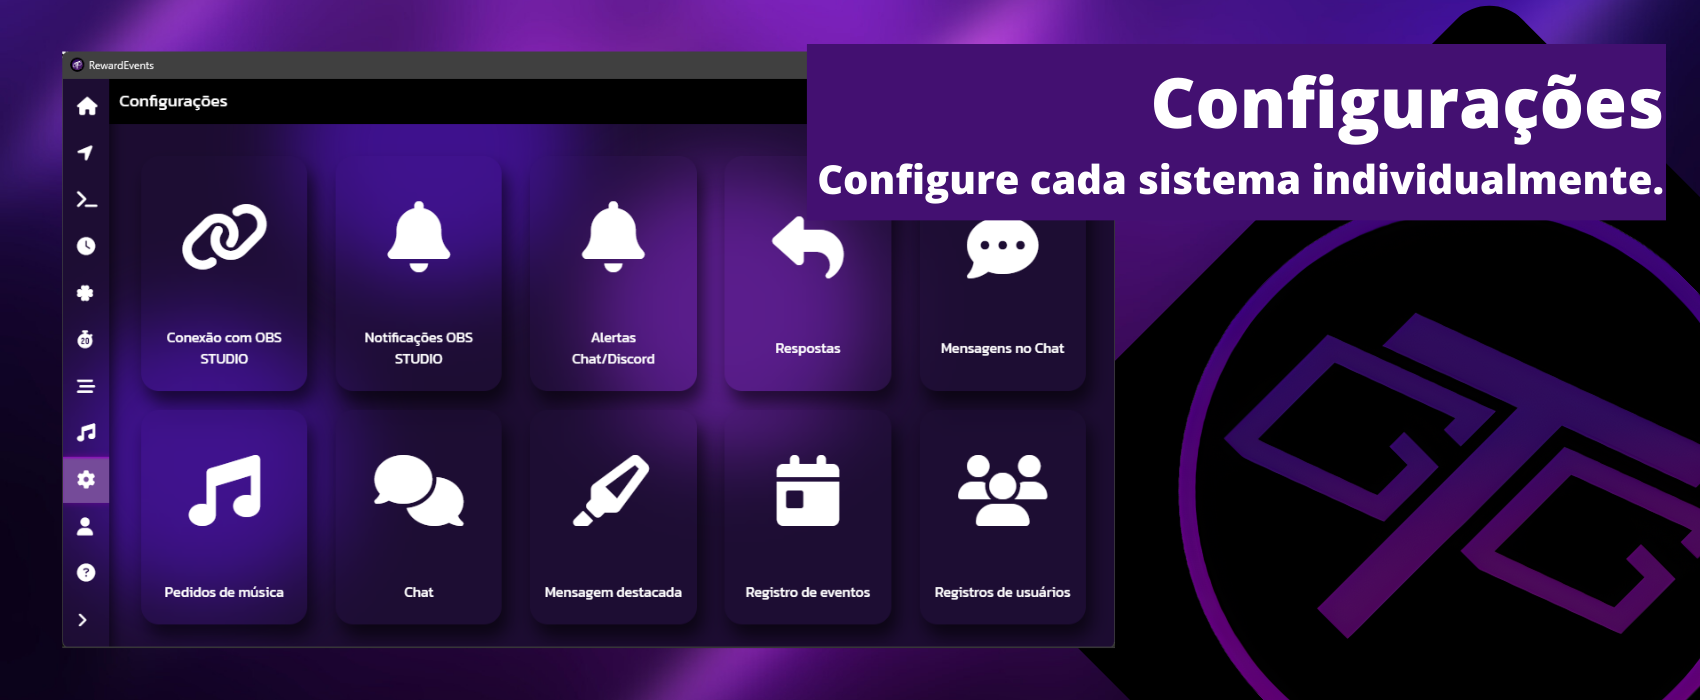 RewardEvents
Configurações
Configurações
Configure cada sistema individualmente.
Conexão com OBS
STUDIO
Notificações OBS
STUDIO
Alertas
Chat/Discord
Respostas
Mensagens no Chat
20
Pedidos de música
Chat
Mensagem destacada
Registro de eventos
Registros de usuários